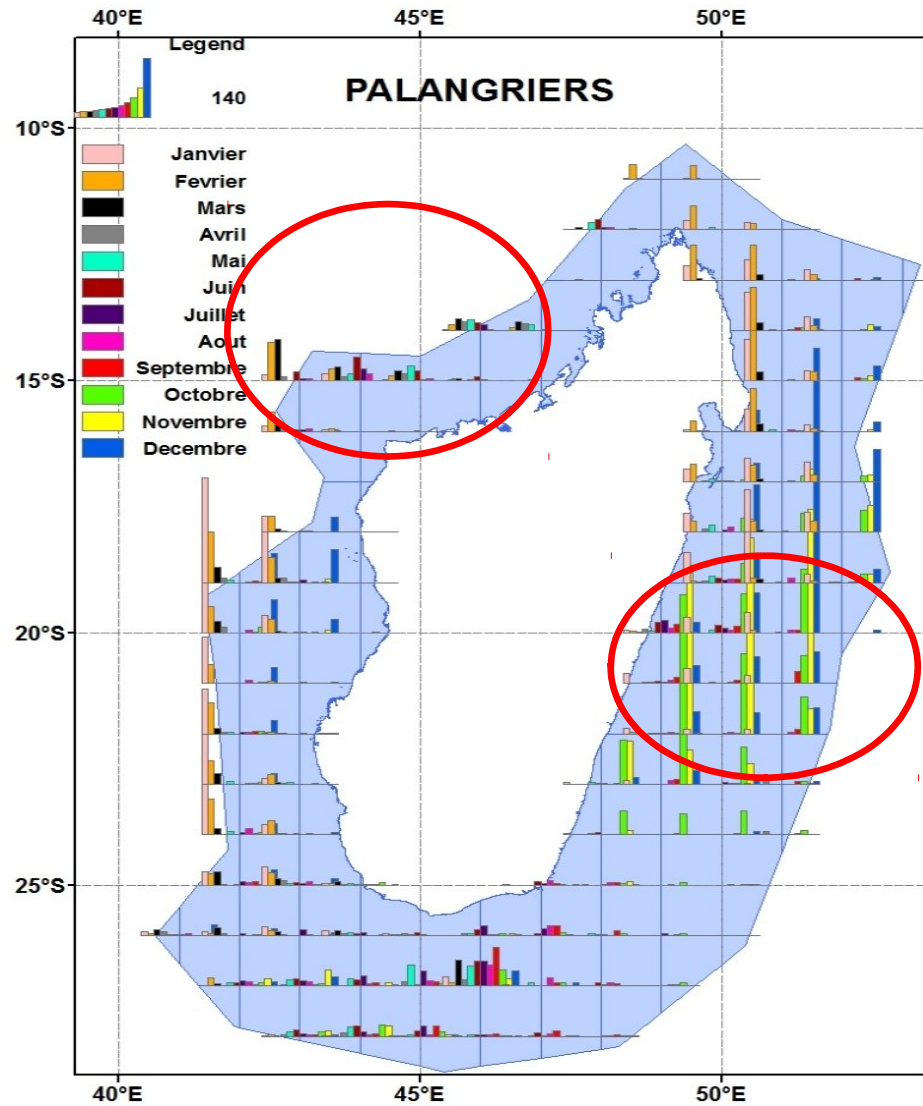 40°E 45°E 50°E
Legend
140
PALANGRIERS
10°S
Janvier
Fevrier
Mars
Avril
Mai
Juin
Juillet
Aout
15°S
Septembre
Octobre
Novembre
Decembre
20°S
25°S
40°E 45°E 50°E